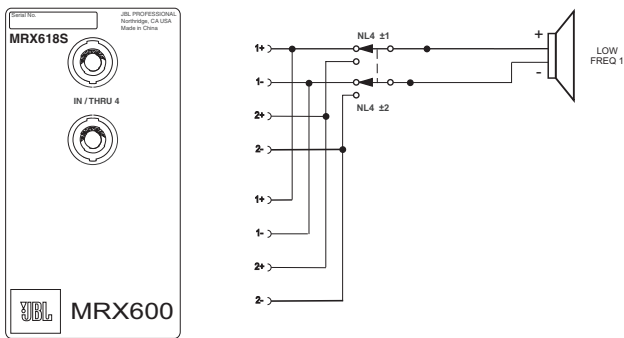 Serial No.
JBL PROFESSIONAL
Northridge, CA USA
Made in China
MRX618S
IN / THRU 4
JBL
MRX600
1+
1-
2+
2-
1+
1-
2+
2-
NL4 ±1
NL4 ±2
+
-
LOW
FREQ 1